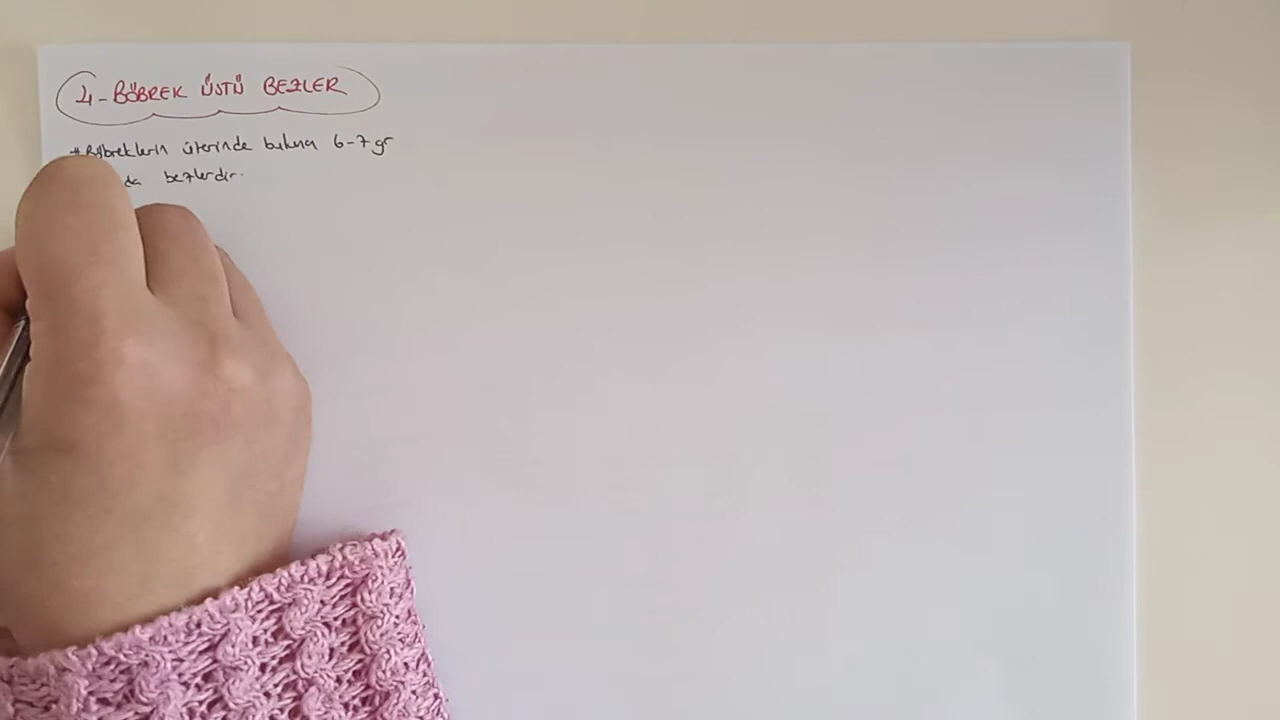 4- BÖBREK ÜSTÜ BEZLER
* Böbreklerin üzerinde bulunan 6-7 gr
bezlerdir.